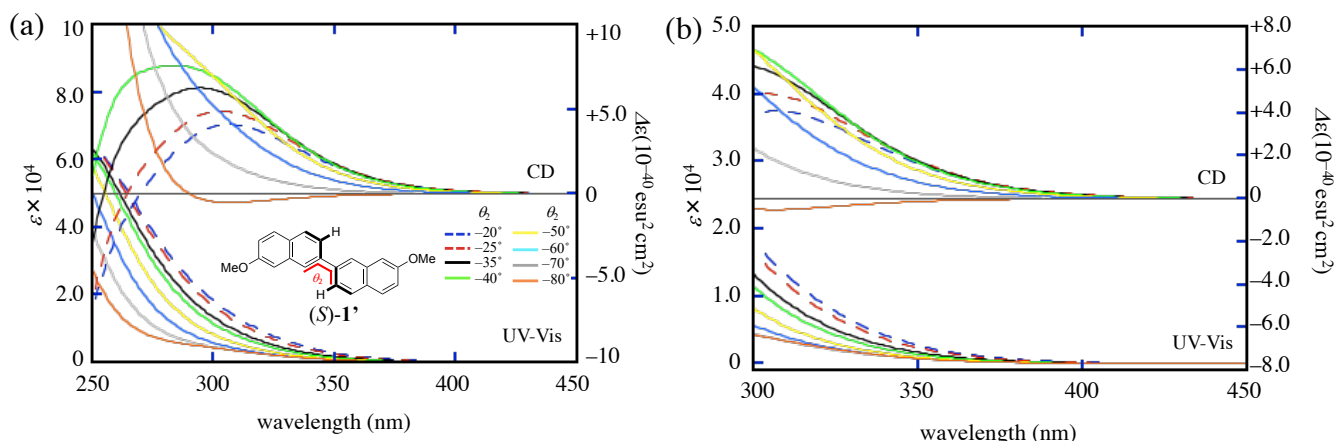 (a)
10
8.0
6.0
4.0
2.0
0
ε×10⁴
250
300
350
400
450
wavelength (nm)
+10
+5.0
0
−5.0
−10
Δε(10⁻⁴⁰ esu² cm²)
CD
UV-Vis
H
MeO
θ₂
H
OMe
(S)-1’
θ₂ θ₂
−20° −50°
−25° −60°
−35° −70°
−40° −80°
(b)
5.0
4.0
3.0
2.0
1.0
0
ε×10⁴
300
350
400
450
wavelength (nm)
+8.0
+6.0
+4.0
+2.0
0
−2.0
−4.0
−6.0
−8.0
Δε(10⁻⁴⁰ esu² cm²)
CD
UV-Vis